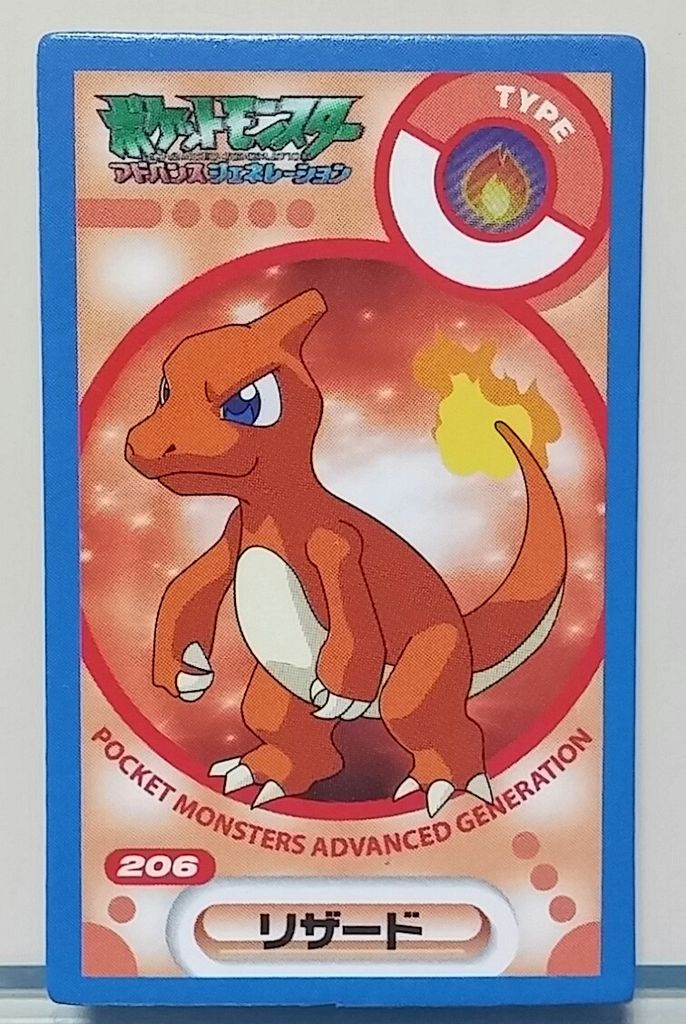 ポケットモンスター
アドバンスジェネレーション
TYPE
POCKET MONSTERS ADVANCED GENERATION
206
リザード